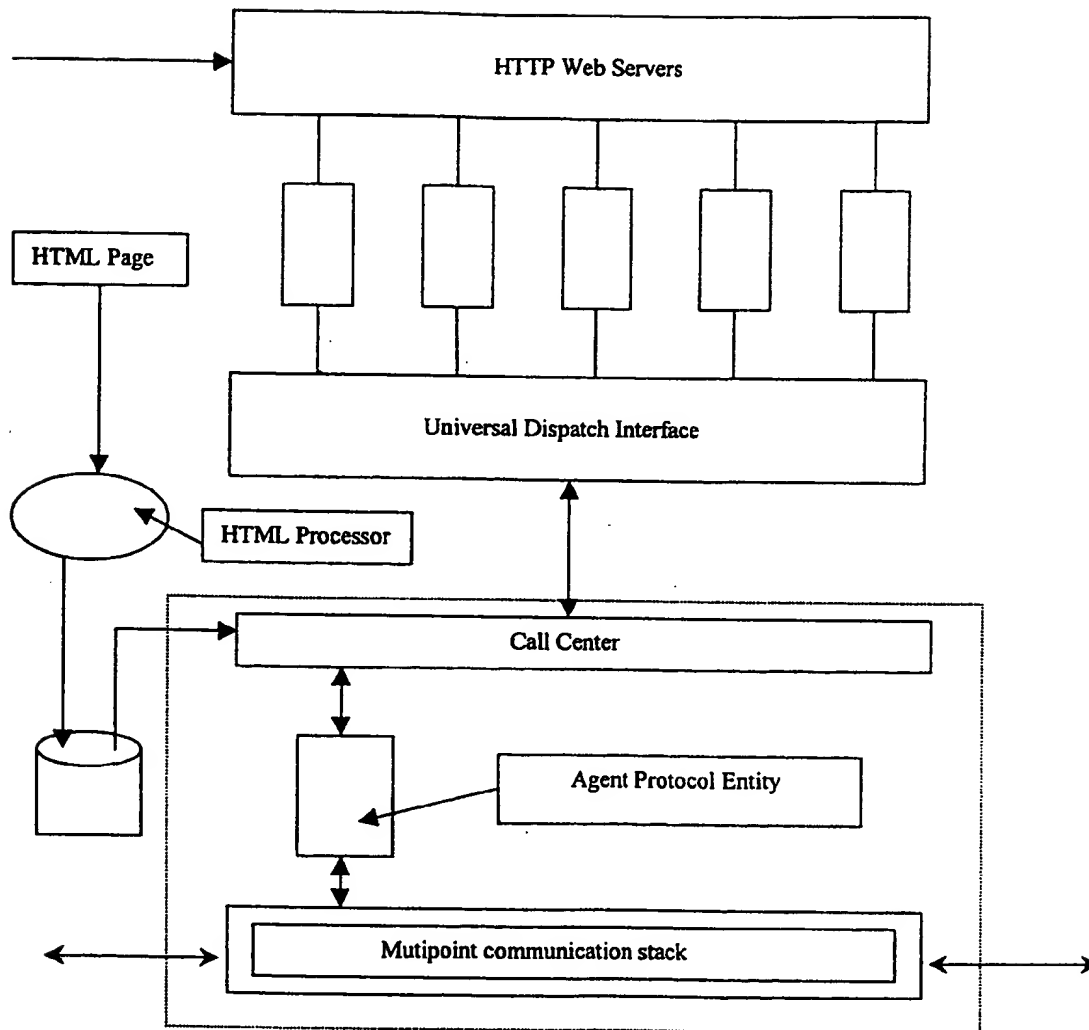 HTTP Web Servers
HTML Page
Universal Dispatch Interface
HTML Processor
Call Center
Agent Protocol Entity
Mutipoint communication stack